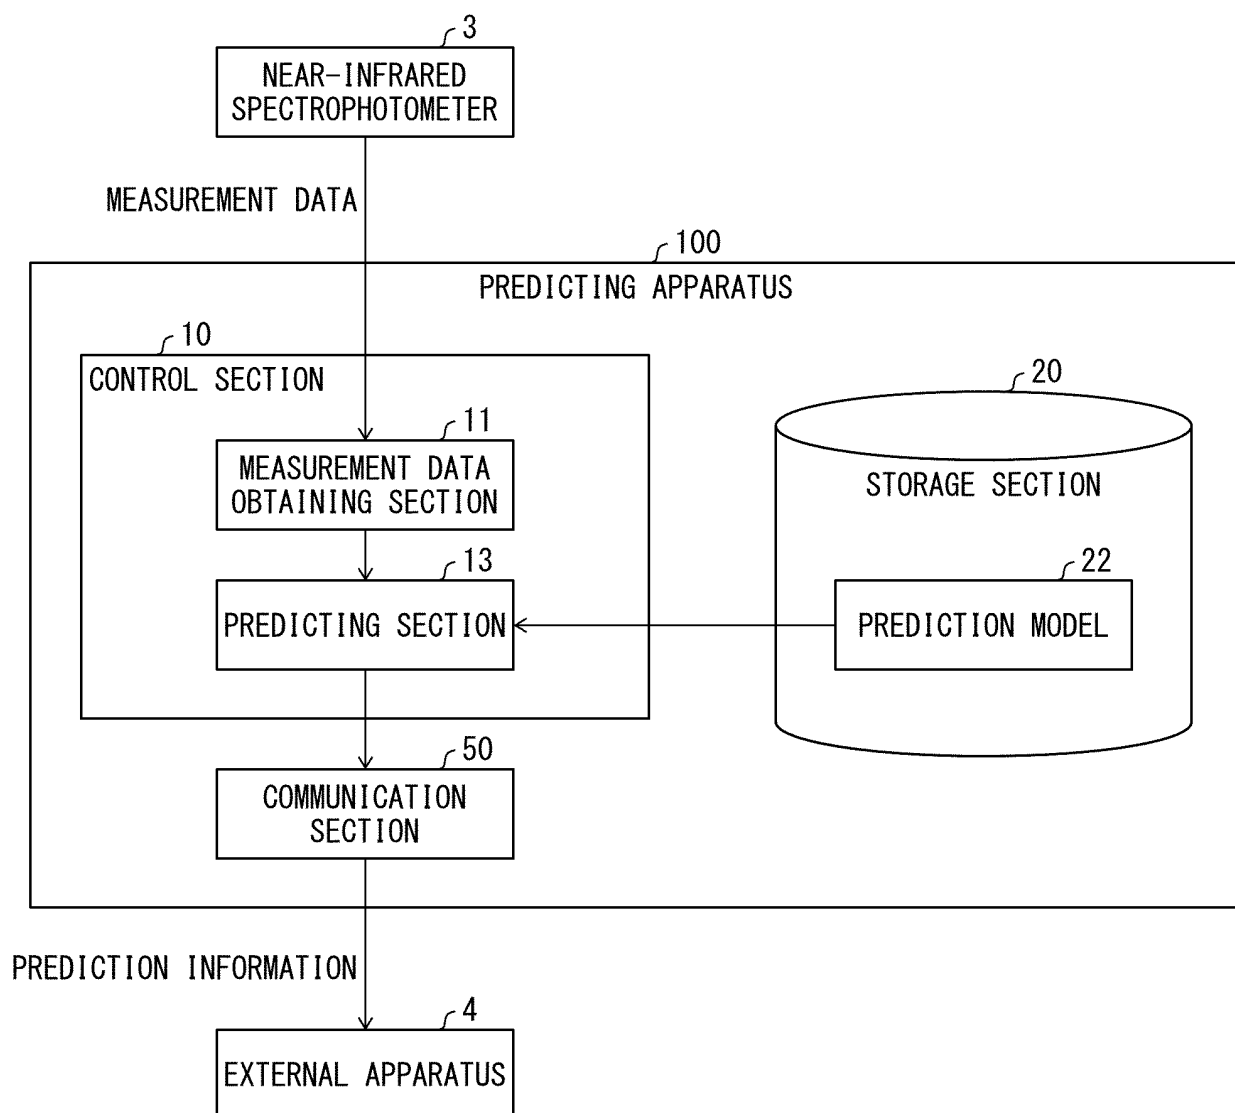 3
NEAR-INFRARED
SPECTROPHOTOMETER
MEASUREMENT DATA
100
PREDICTING APPARATUS
10
CONTROL SECTION
20
11
MEASUREMENT DATA
OBTAINING SECTION
STORAGE SECTION
13
PREDICTING SECTION
22
PREDICTION MODEL
50
COMMUNICATION
SECTION
PREDICTION INFORMATION
4
EXTERNAL APPARATUS